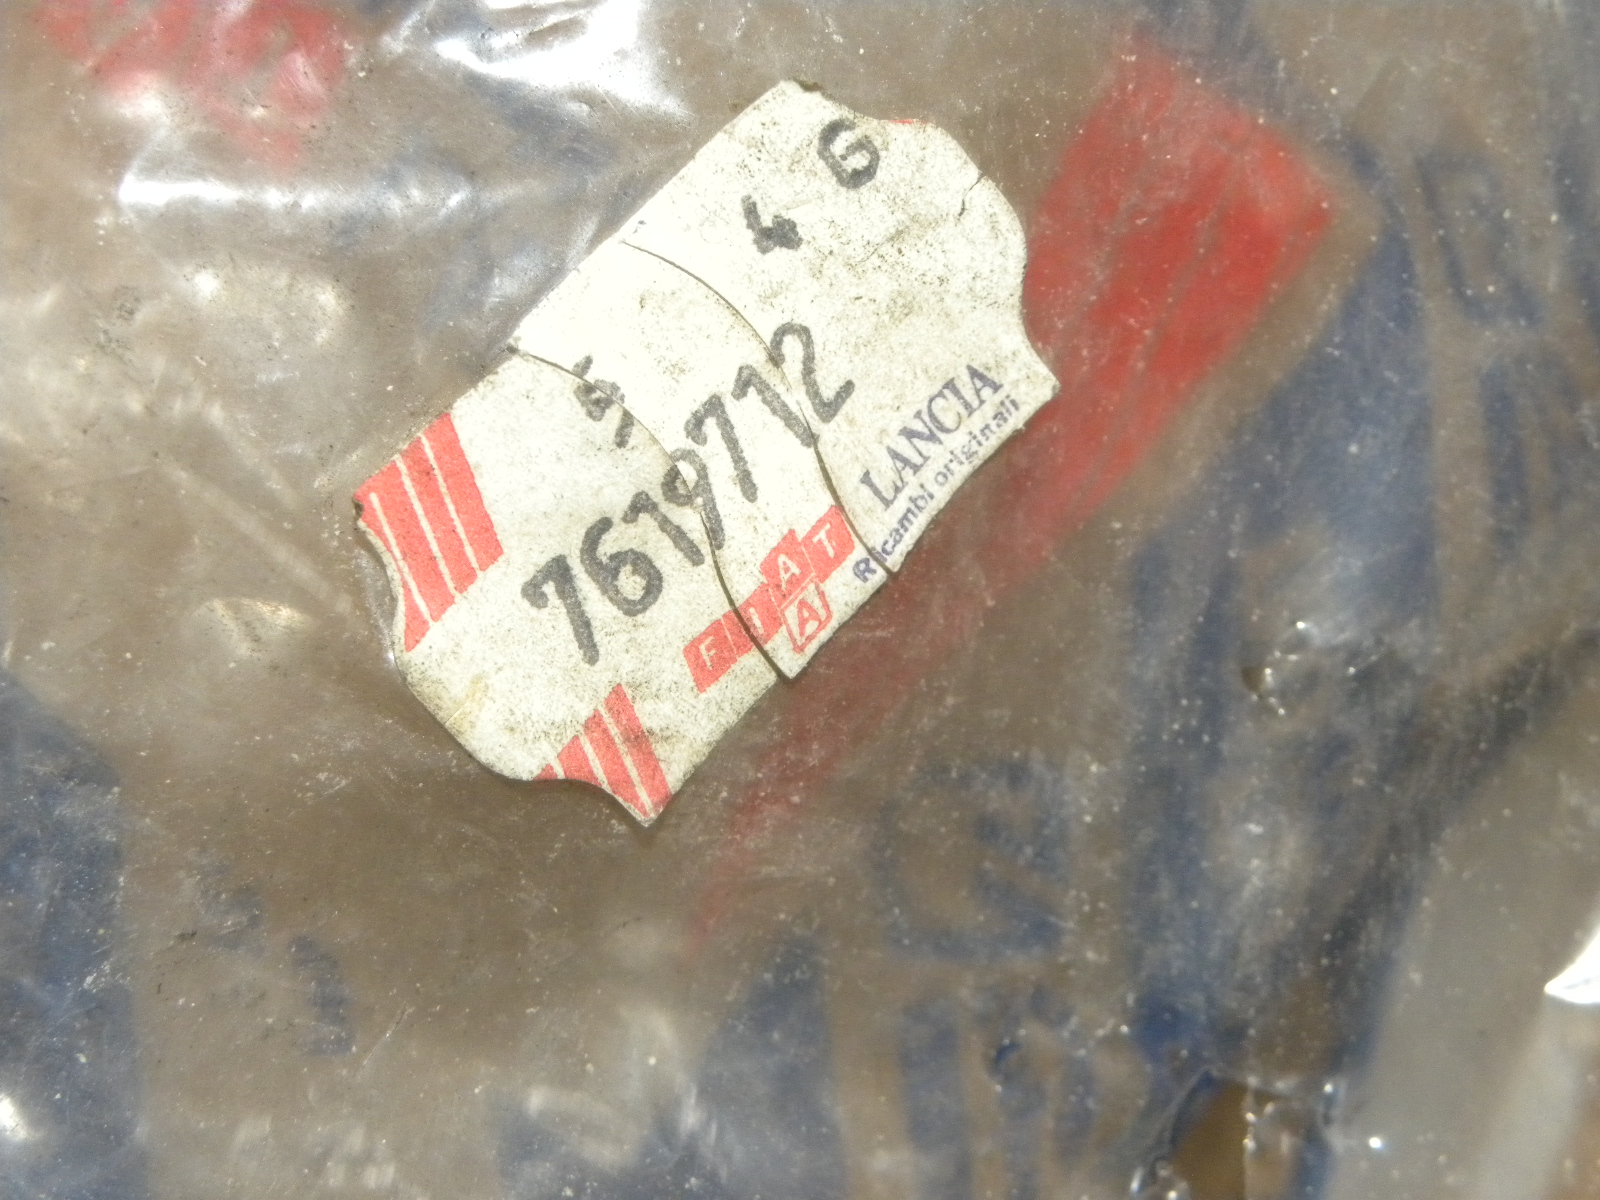 4 G
7619712
FIAT
A
LANCIA
Ricambi originali